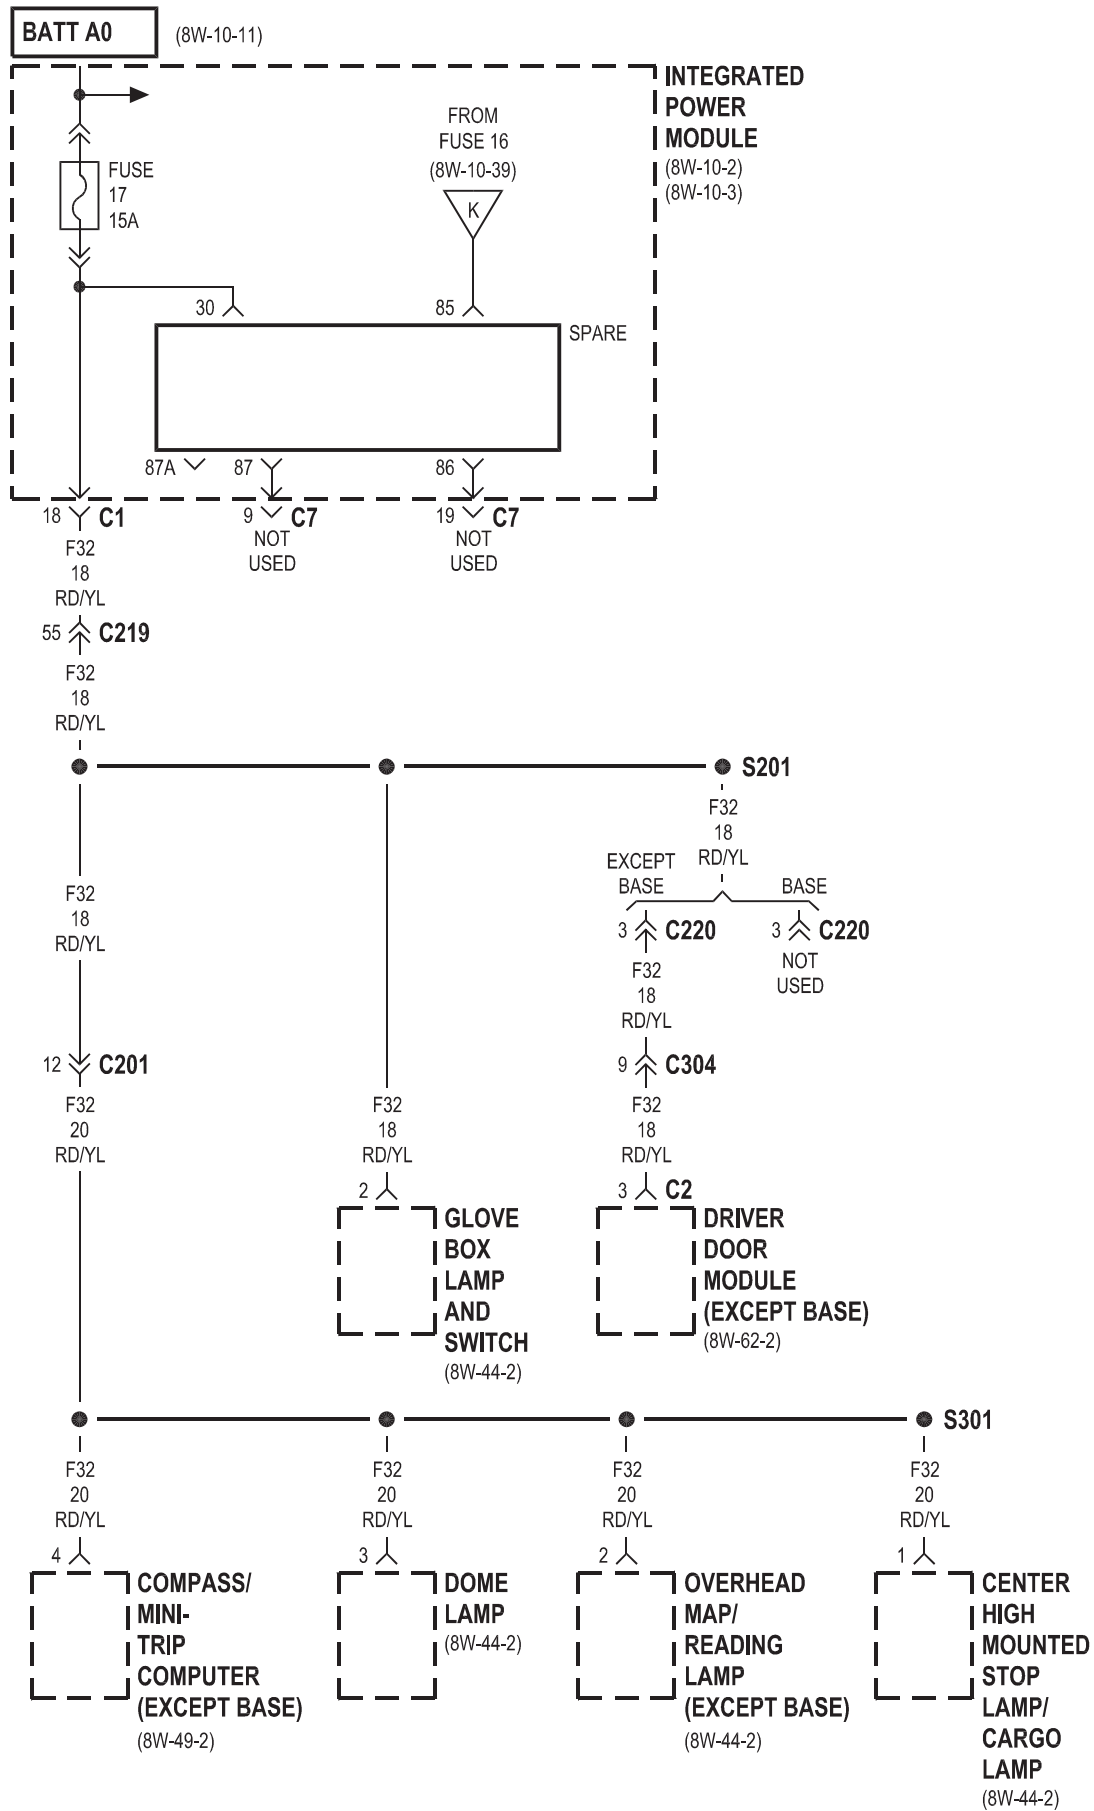 BATT A0
(8W-10-11)
INTEGRATED
POWER
MODULE
(8W-10-2)
(8W-10-3)
FROM
FUSE 16
(8W-10-39)
K
FUSE
17
15A
30
85
SPARE
87A
87
86
18
C1
9
C7
19
C7
NOT
USED
NOT
USED
F32
18
RD/YL
55
C219
F32
18
RD/YL
S201
F32
18
RD/YL
EXCEPT
BASE
BASE
3
C220
3
C220
NOT
USED
F32
18
RD/YL
F32
18
RD/YL
12
C201
9
C304
F32
20
RD/YL
F32
18
RD/YL
F32
18
RD/YL
2
3
C2
GLOVE
BOX
LAMP
AND
SWITCH
(8W-44-2)
DRIVER
DOOR
MODULE
(EXCEPT BASE)
(8W-62-2)
S301
F32
20
RD/YL
F32
20
RD/YL
F32
20
RD/YL
F32
20
RD/YL
4
3
2
1
COMPASS/
MINI-
TRIP
COMPUTER
(EXCEPT BASE)
(8W-49-2)
DOME
LAMP
(8W-44-2)
OVERHEAD
MAP/
READING
LAMP
(EXCEPT BASE)
(8W-44-2)
CENTER
HIGH
MOUNTED
STOP
LAMP/
CARGO
LAMP
(8W-44-2)